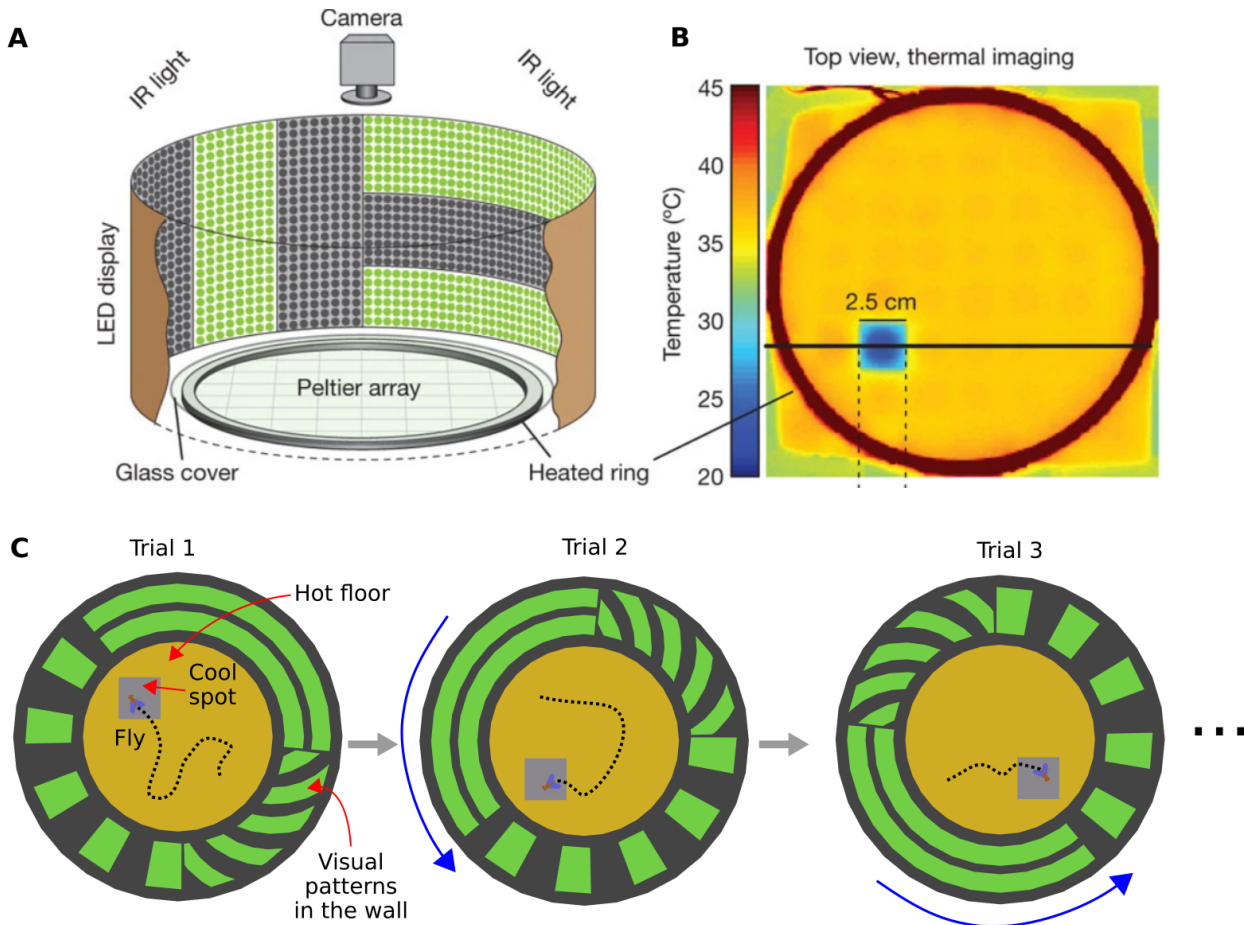 A
Camera
IR light
IR light
LED display
Peltier array
Glass cover
Heated ring
B
Top view, thermal imaging
Temperature (ºC)
45
40
35
30
25
20
2.5 cm
C
Trial 1
Trial 2
Trial 3
Hot floor
Cool
spot
Fly
Visual
patterns
in the wall
...